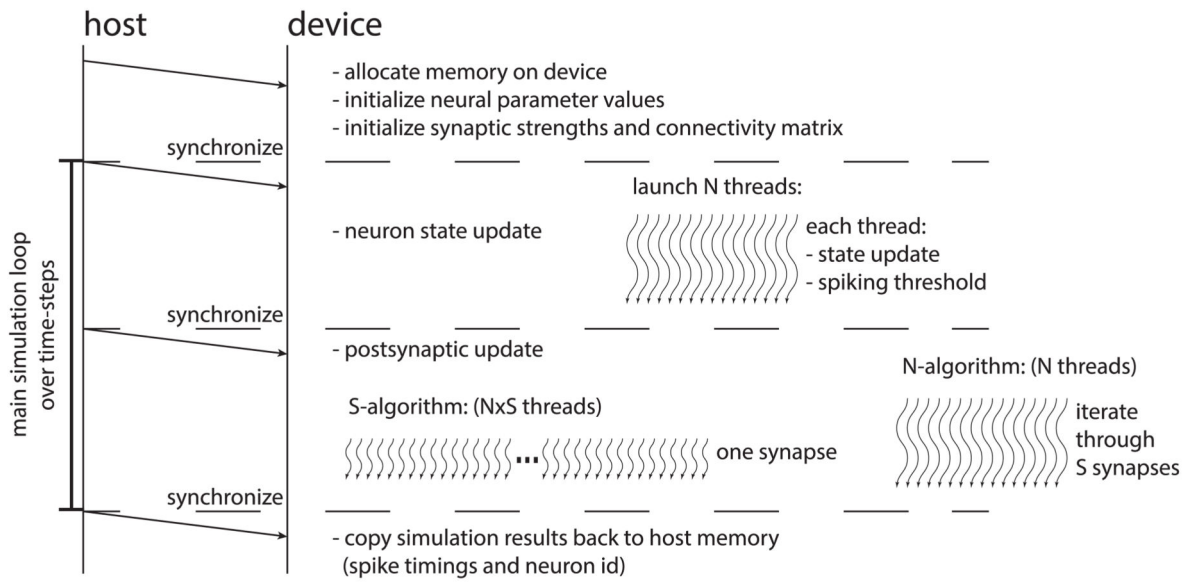 host
device
- allocate memory on device
- initialize neural parameter values
- initialize synaptic strengths and connectivity matrix
synchronize
launch N threads:
- neuron state update
each thread:
- state update
- spiking threshold
main simulation loop
over time-steps
synchronize
- postsynaptic update
N-algorithm: (N threads)
S-algorithm: (NxS threads)
iterate
through
S synapses
... one synapse
synchronize
- copy simulation results back to host memory
(spike timings and neuron id)